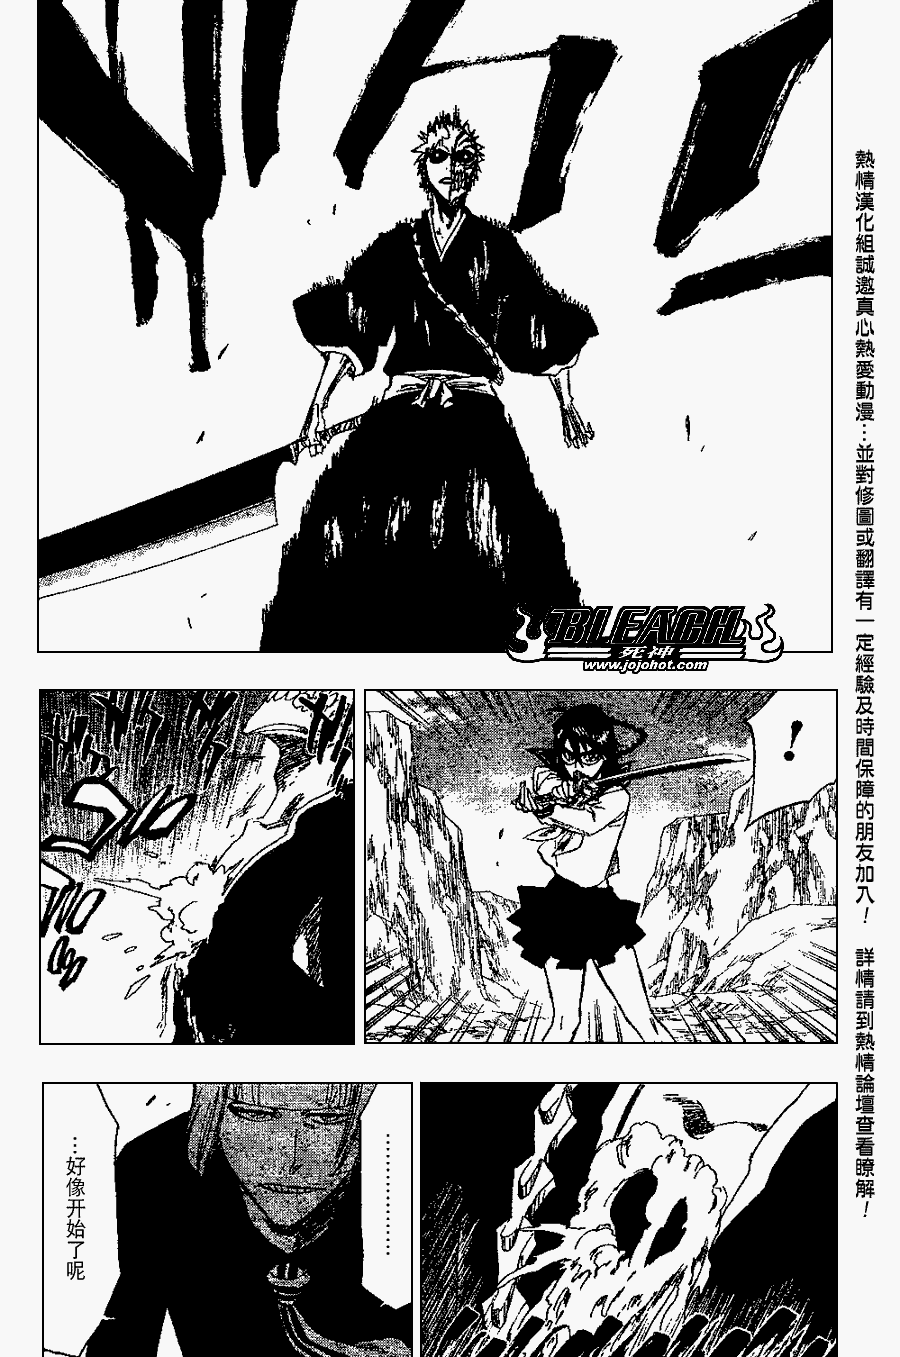 熱情漢化組誠邀真心熱愛動漫…並對修圖或翻譯有一定經驗及時間保障的朋友加入！ 詳情請到熱情論壇查看瞭解！
BLEACH
死神
www.jojohot.com
！
…………
…好像开始了呢